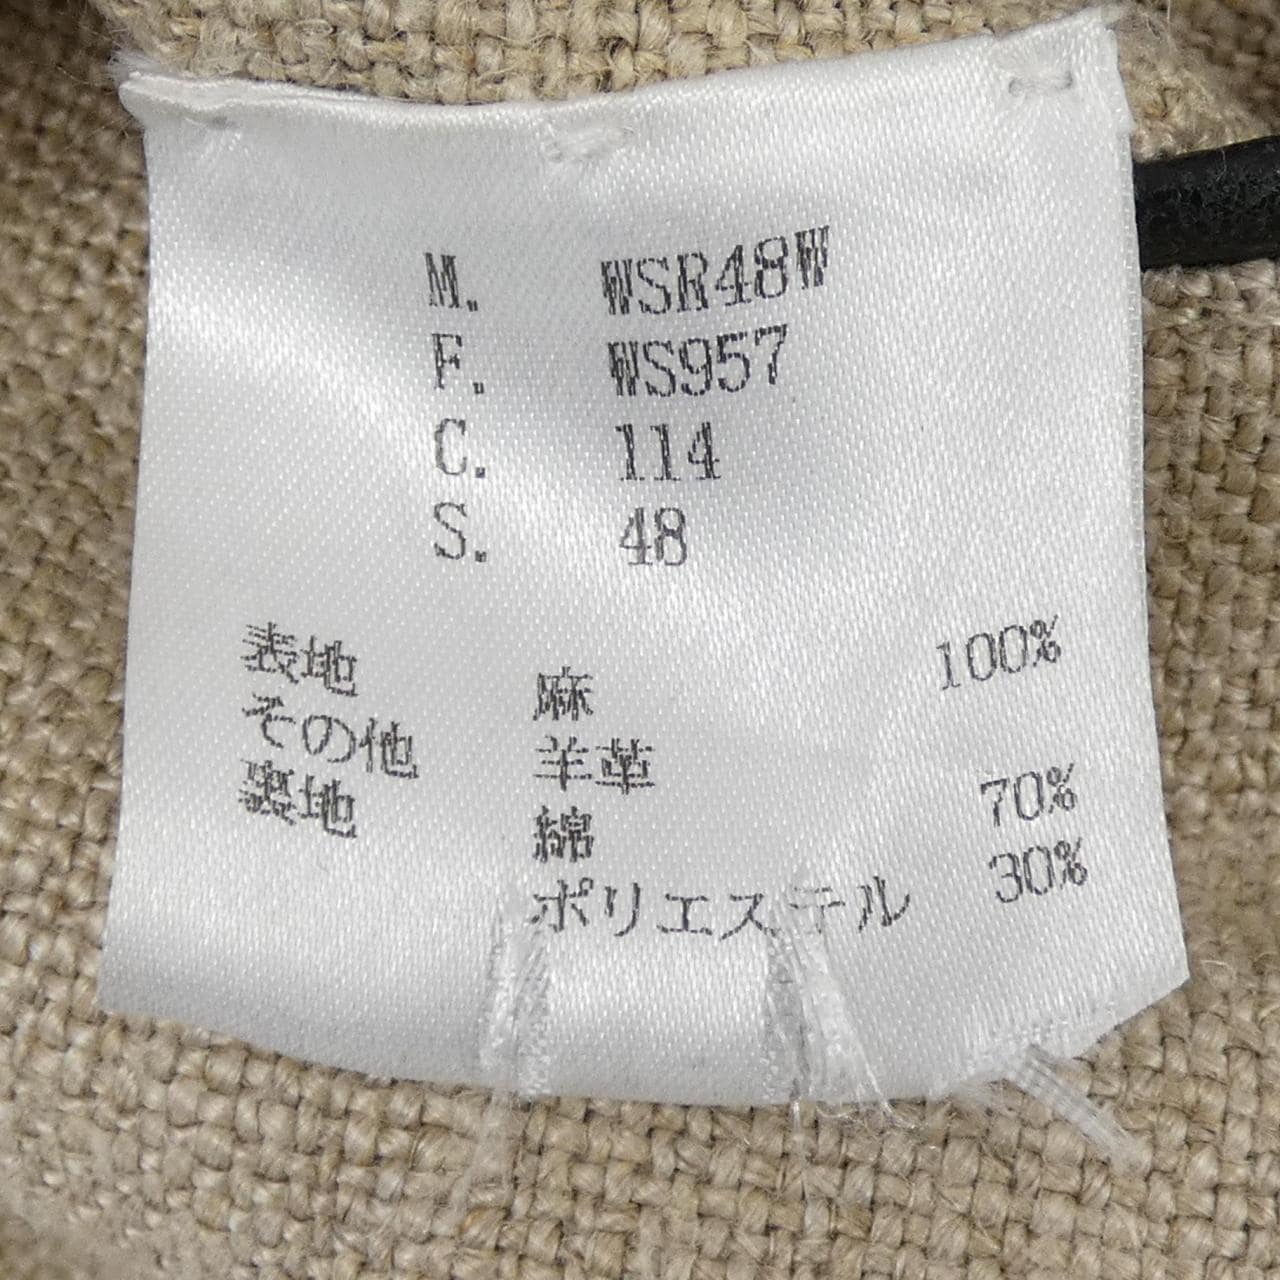 M. WSR48W
F. WS957
C. 114
S. 48
表地 麻 100%
その他 羊革
裏地 綿 70%
ポリエステル 30%